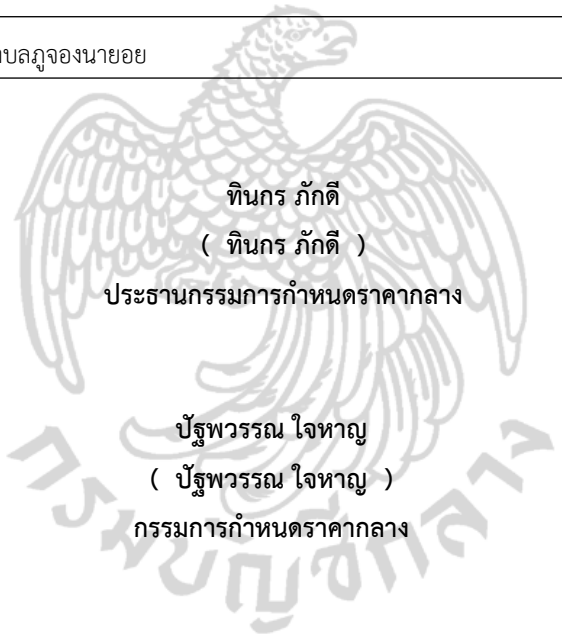 ภูจองนายอย
ทินกร ภักดี
( ทินกร ภักดี )
ประธานกรรมการกำหนดราคากลาง
ปัฐพวรรณ ใจหาญ
( ปัฐพวรรณ ใจหาญ )
กรรมการกำหนดราคากลาง
กรมบัญชีกลาง